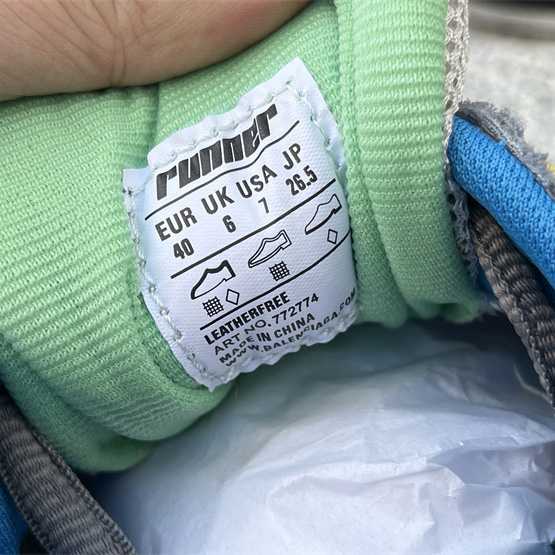 runner
EUR UK USA JP
40 6 7 26.5
LEATHERFREE
ART NO. 772774
MADE IN CHINA
WWW.BALENCIAGA.COM